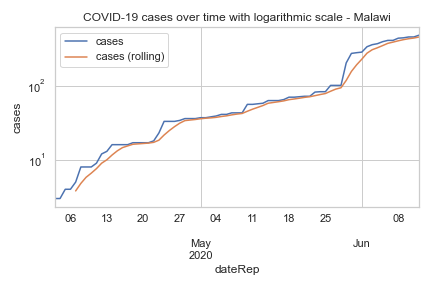 COVID-19 cases over time with logarithmic scale - Malawi
cases
cases (rolling)
10²
10¹
cases
06 13 20 27 04 11 18 25 08
May Jun
2020
dateRep